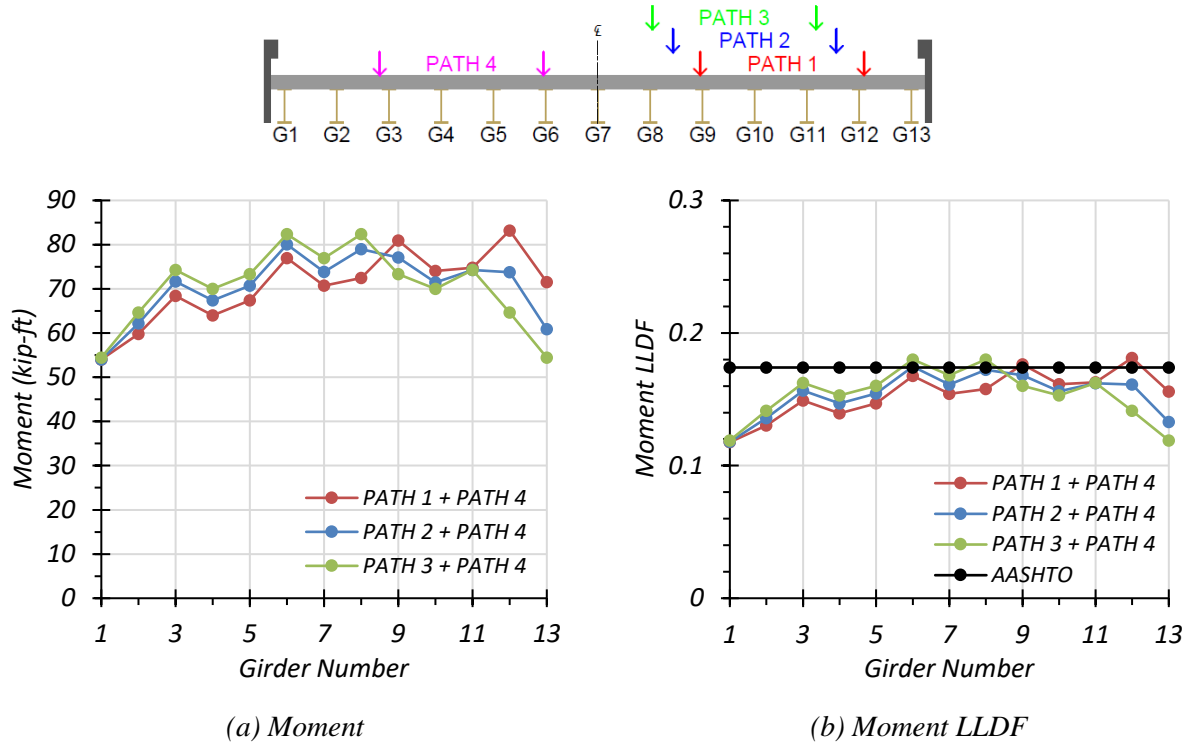 ℄
PATH 3
PATH 2
PATH 4
PATH 1
G1 G2 G3 G4 G5 G6 G7 G8 G9 G10 G11 G12 G13
90
80
70
60
50
40
30
20
10
0
Moment (kip-ft)
PATH 1 + PATH 4
PATH 2 + PATH 4
PATH 3 + PATH 4
1 3 5 7 9 11 13
Girder Number
(a) Moment
0.3
0.2
0.1
0
Moment LLDF
PATH 1 + PATH 4
PATH 2 + PATH 4
PATH 3 + PATH 4
AASHTO
1 3 5 7 9 11 13
Girder Number
(b) Moment LLDF